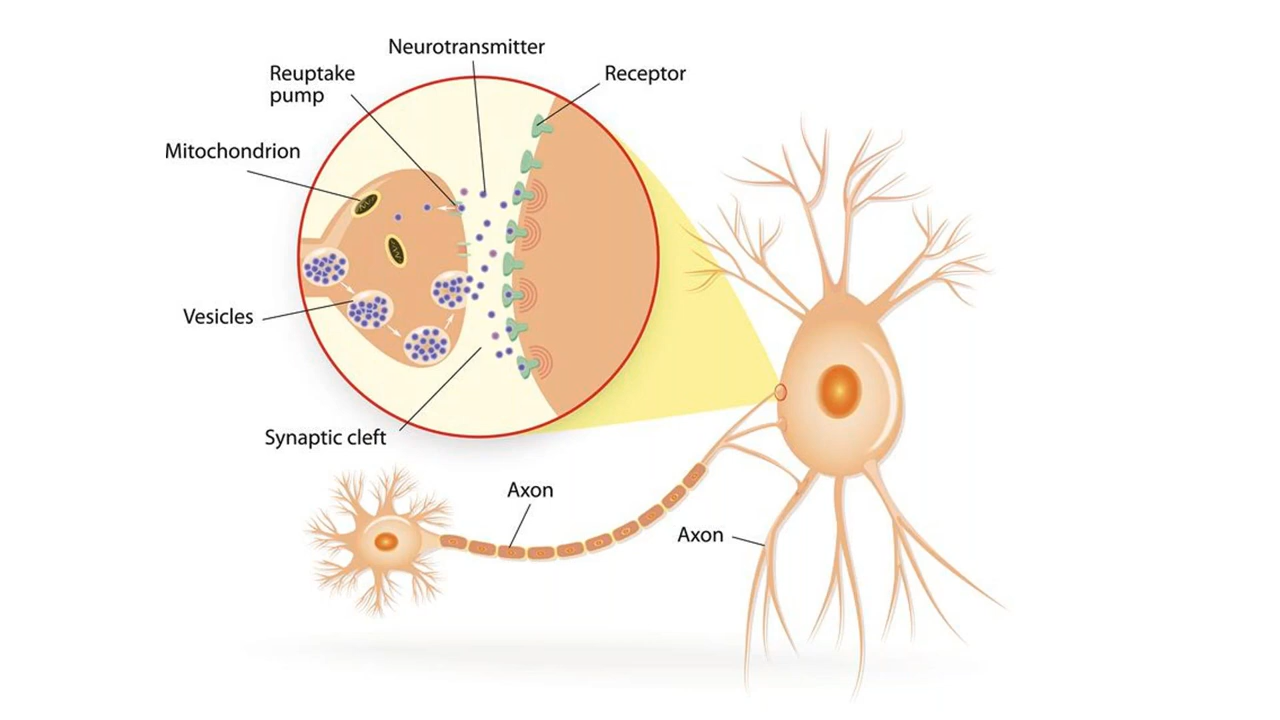 Neurotransmitter
Reuptake
pump
Receptor
Mitochondrion
Vesicles
Synaptic cleft
Axon
Axon